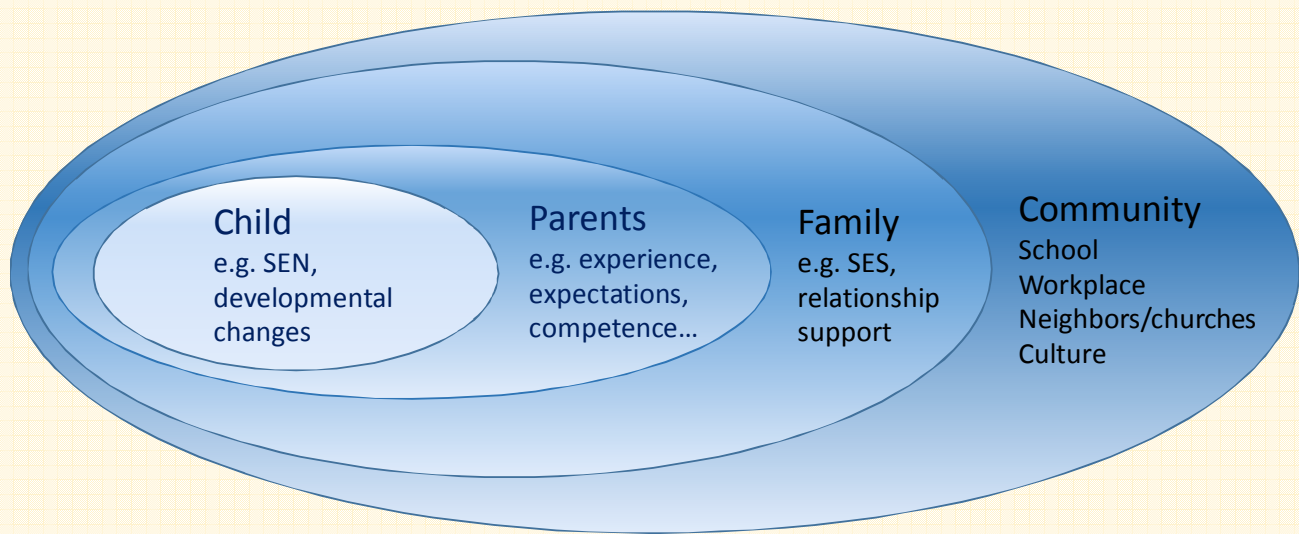 Child
e.g. SEN,
developmental
changes
Parents
e.g. experience,
expectations,
competence…
Family
e.g. SES,
relationship
support
Community
School
Workplace
Neighbors/churches
Culture